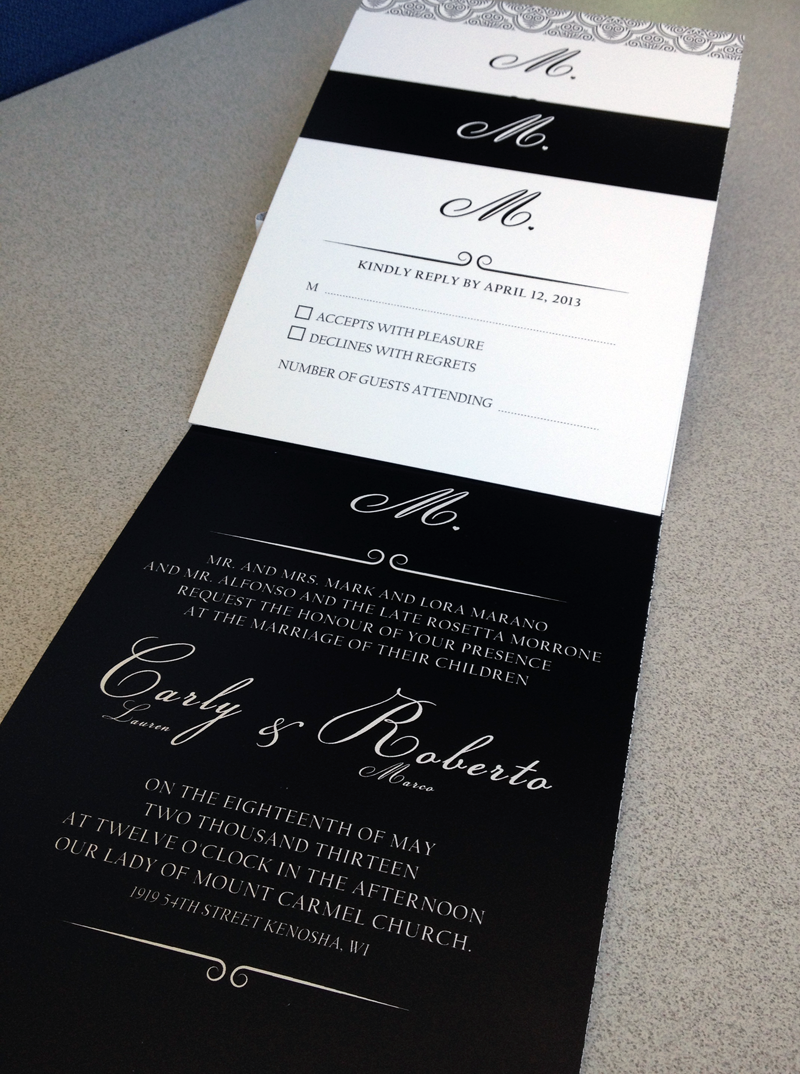 M.
M.
M.
KINDLY REPLY BY APRIL 12, 2013
M
ACCEPTS WITH PLEASURE
DECLINES WITH REGRETS
NUMBER OF GUESTS ATTENDING
M.
MR. AND MRS. MARK AND LORA MARANO
AND MR. ALFONSO AND THE LATE ROSETTA MORRONE
REQUEST THE HONOUR OF YOUR PRESENCE
AT THE MARRIAGE OF THEIR CHILDREN
Carly & Roberto
Lauren Marco
ON THE EIGHTEENTH OF MAY
TWO THOUSAND THIRTEEN
AT TWELVE O'CLOCK IN THE AFTERNOON
OUR LADY OF MOUNT CARMEL CHURCH.
1919 54TH STREET KENOSHA, WI